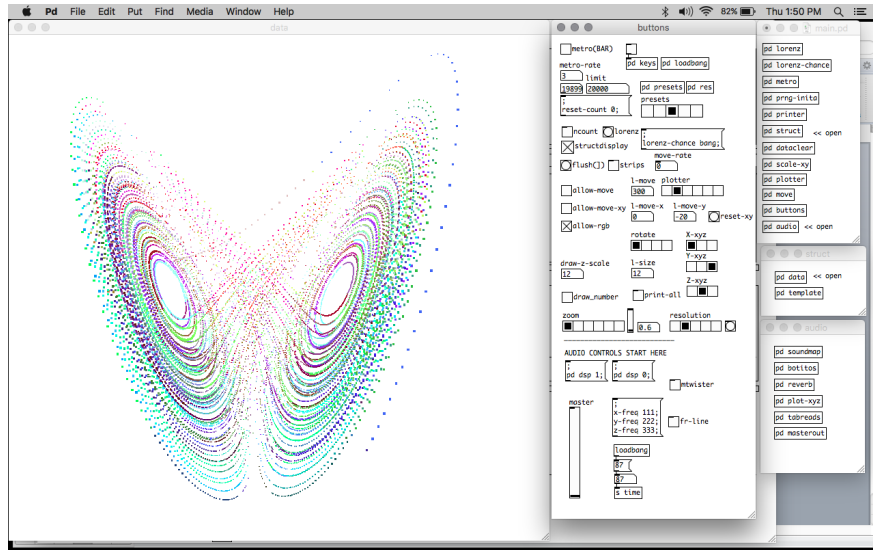 Pd File Edit Put Find Media Window Help 82% Thu 1:50 PM
data
buttons
metro(BAR)
pd keys pd loadbang
metro-rate
3 limit
19899 20000
pd presets pd res
;
reset-count 0;
presets
ncount lorenz
;
lorenz-chance bang;
structdisplay
flush(]) strips
move-rate
0
allow-move
l-move plotter
300
allow-move-xy
l-move-x l-move-y
0 -20
reset-xy
allow-rgb
rotate X-xyz
Y-xyz
draw-z-scale l-size
12 12
Z-xyz
draw_number print-all
zoom resolution
0.6
----------------------------
AUDIO CONTROLS START HERE
;
pd dsp 1;
;
pd dsp 0;
mtwister
master
;
x-freq 111;
y-freq 222;
z-freq 333;
fr-line
loadbang
87
87
s time
main.pd
pd lorenz
pd lorenz-chance
pd metro
pd prng-inita
pd printer
pd struct << open
pd dataclear
pd scale-xy
pd plotter
pd move
pd buttons
pd audio << open
struct
pd data << open
pd template
audio
pd soundmap
pd botitos
pd reverb
pd plot-xyz
pd tabreads
pd masterout